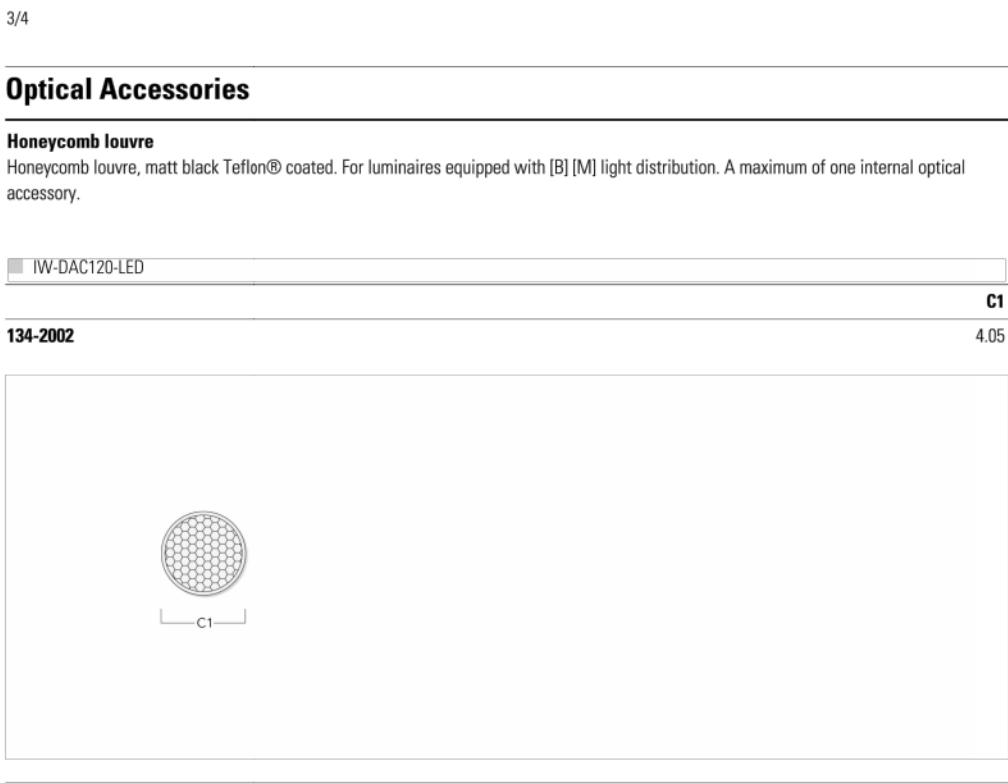 3/4
Optical Accessories
Honeycomb louvre
Honeycomb louvre, matt black Teflon® coated. For luminaires equipped with [B] [M] light distribution. A maximum of one internal optical
accessory.
IW-DAC120-LED
C1
134-2002 4.05
C1